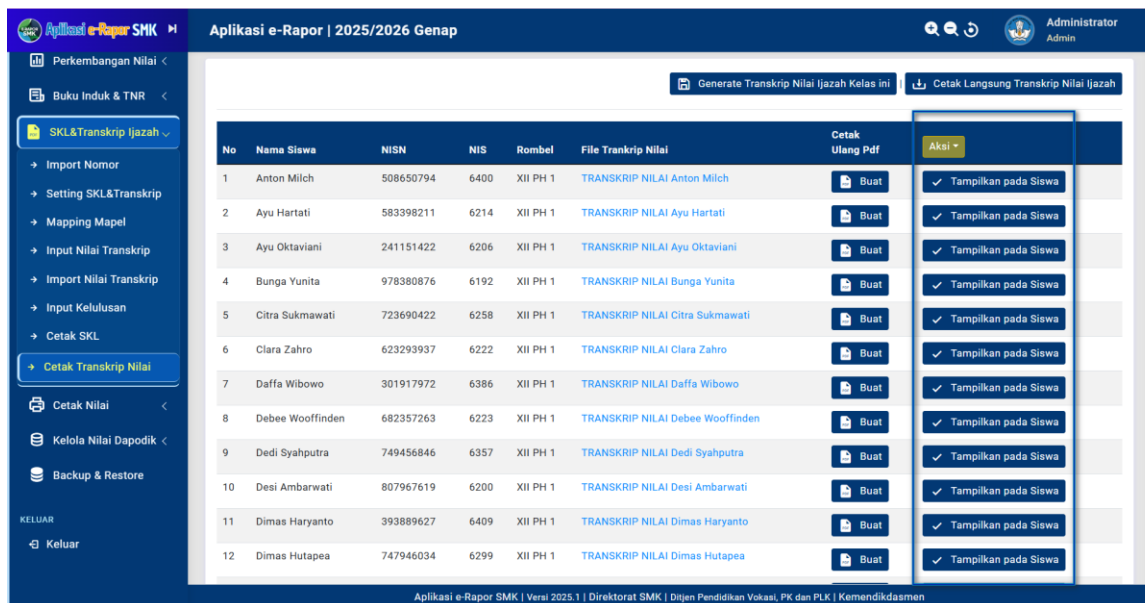 Aplikasi e-Rapor SMK
Aplikasi e-Rapor | 2025/2026 Genap
Administrator
Admin
Perkembangan Nilai
Buku Induk & TNR
SKL&Transkrip Ijazah
Import Nomor
Setting SKL&Transkrip
Mapping Mapel
Input Nilai Transkrip
Import Nilai Transkrip
Input Kelulusan
Cetak SKL
Cetak Transkrip Nilai
Cetak Nilai
Kelola Nilai Dapodik
Backup & Restore
KELUAR
Keluar
Generate Transkrip Nilai Ijazah Kelas ini | Cetak Langsung Transkrip Nilai Ijazah
No Nama Siswa NISN NIS Rombel File Trankrip Nilai Cetak Ulang Pdf Aksi
1 Anton Milch 508650794 6400 XII PH 1 TRANSKRIP NILAI Anton Milch Buat Tampilkan pada Siswa
2 Ayu Hartati 583398211 6214 XII PH 1 TRANSKRIP NILAI Ayu Hartati Buat Tampilkan pada Siswa
3 Ayu Oktaviani 241151422 6206 XII PH 1 TRANSKRIP NILAI Ayu Oktaviani Buat Tampilkan pada Siswa
4 Bunga Yunita 978380876 6192 XII PH 1 TRANSKRIP NILAI Bunga Yunita Buat Tampilkan pada Siswa
5 Citra Sukmawati 723690422 6258 XII PH 1 TRANSKRIP NILAI Citra Sukmawati Buat Tampilkan pada Siswa
6 Clara Zahro 623293937 6222 XII PH 1 TRANSKRIP NILAI Clara Zahro Buat Tampilkan pada Siswa
7 Daffa Wibowo 301917972 6386 XII PH 1 TRANSKRIP NILAI Daffa Wibowo Buat Tampilkan pada Siswa
8 Debee Wooffinden 682357263 6223 XII PH 1 TRANSKRIP NILAI Debee Wooffinden Buat Tampilkan pada Siswa
9 Dedi Syahputra 749456846 6357 XII PH 1 TRANSKRIP NILAI Dedi Syahputra Buat Tampilkan pada Siswa
10 Desi Ambarwati 807967619 6200 XII PH 1 TRANSKRIP NILAI Desi Ambarwati Buat Tampilkan pada Siswa
11 Dimas Haryanto 393889627 6409 XII PH 1 TRANSKRIP NILAI Dimas Haryanto Buat Tampilkan pada Siswa
12 Dimas Hutapea 747946034 6299 XII PH 1 TRANSKRIP NILAI Dimas Hutapea Buat Tampilkan pada Siswa
Aplikasi e-Rapor SMK | Versi 2025.1 | Direktorat SMK | Ditjen Pendidikan Vokasi, PK dan PLK | Kemendikdasmen